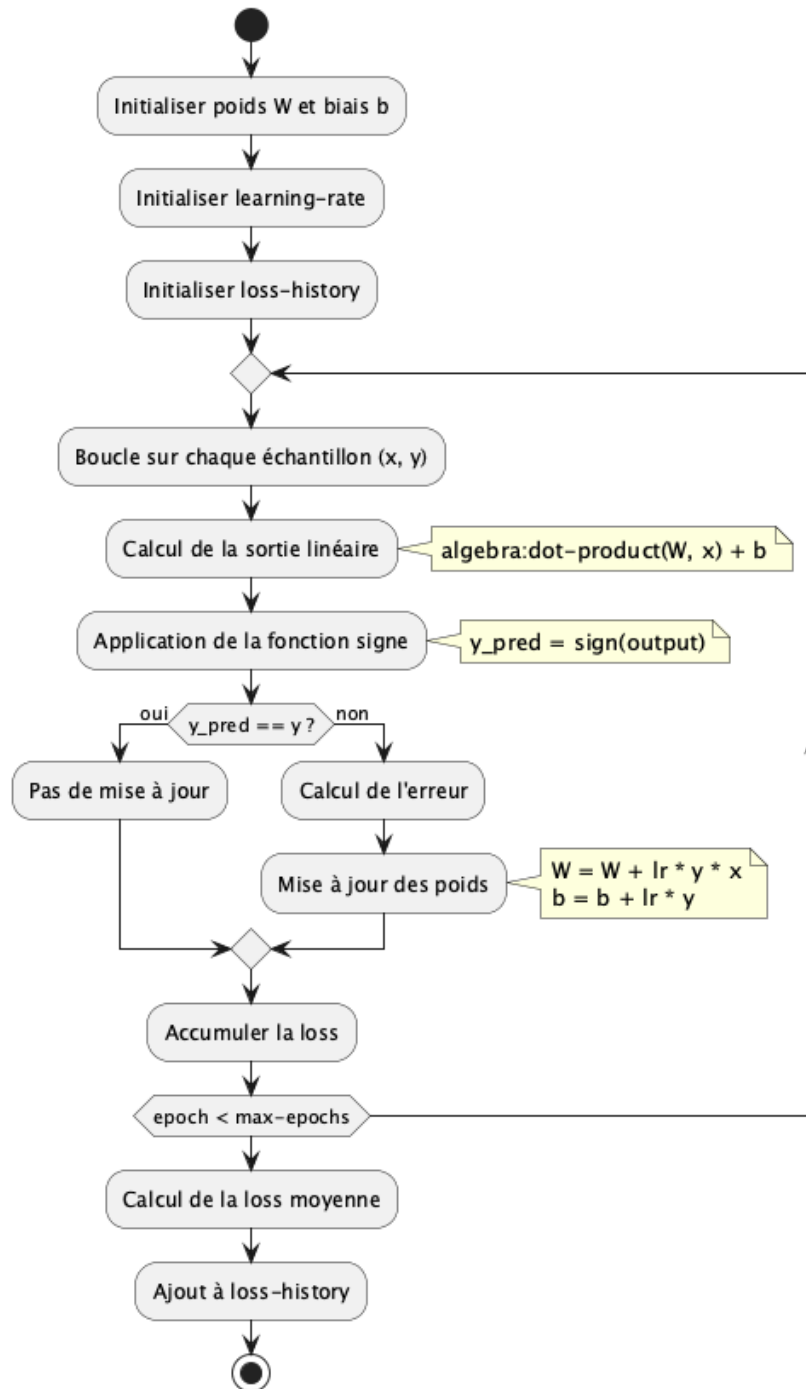 Initialiser poids W et biais b
Initialiser learning-rate
Initialiser loss-history
Boucle sur chaque échantillon (x, y)
Calcul de la sortie linéaire
algebra:dot-product(W, x) + b
Application de la fonction signe
y_pred = sign(output)
oui
y_pred == y ?
non
Pas de mise à jour
Calcul de l'erreur
Mise à jour des poids
W = W + lr * y * x
b = b + lr * y
Accumuler la loss
epoch < max-epochs
Calcul de la loss moyenne
Ajout à loss-history